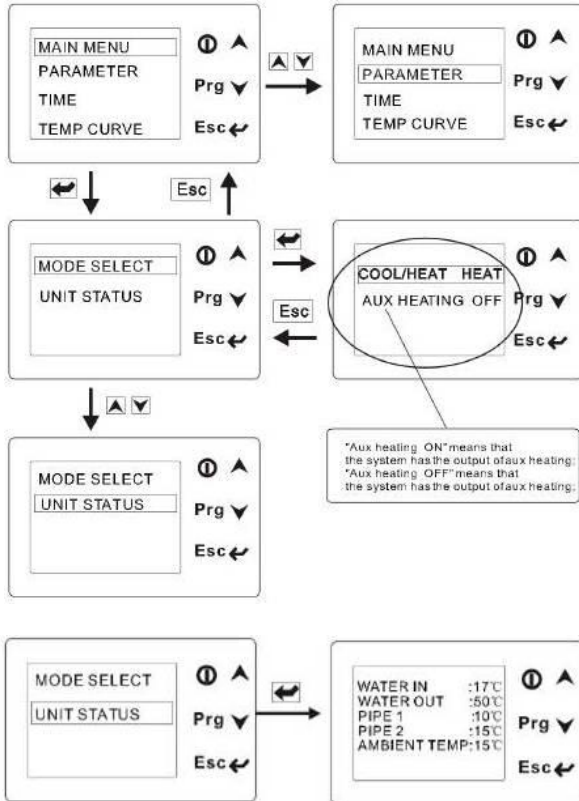 MAIN MENU
PARAMETER
TIME
TEMP CURVE
Prg
Esc
MAIN MENU
PARAMETER
TIME
TEMP CURVE
Prg
Esc
Esc
MODE SELECT
UNIT STATUS
Prg
Esc
Esc
COOL/HEAT HEAT
AUX HEATING OFF
Prg
Esc
"Aux heating ON" means that
the system has the output of aux heating;
"Aux heating OFF" means that
the system has the output of aux heating;
MODE SELECT
UNIT STATUS
Prg
Esc
MODE SELECT
UNIT STATUS
Prg
Esc
WATER IN :17℃
WATER OUT :50℃
PIPE 1 :10℃
PIPE 2 :15℃
AMBIENT TEMP:15℃
Prg
Esc